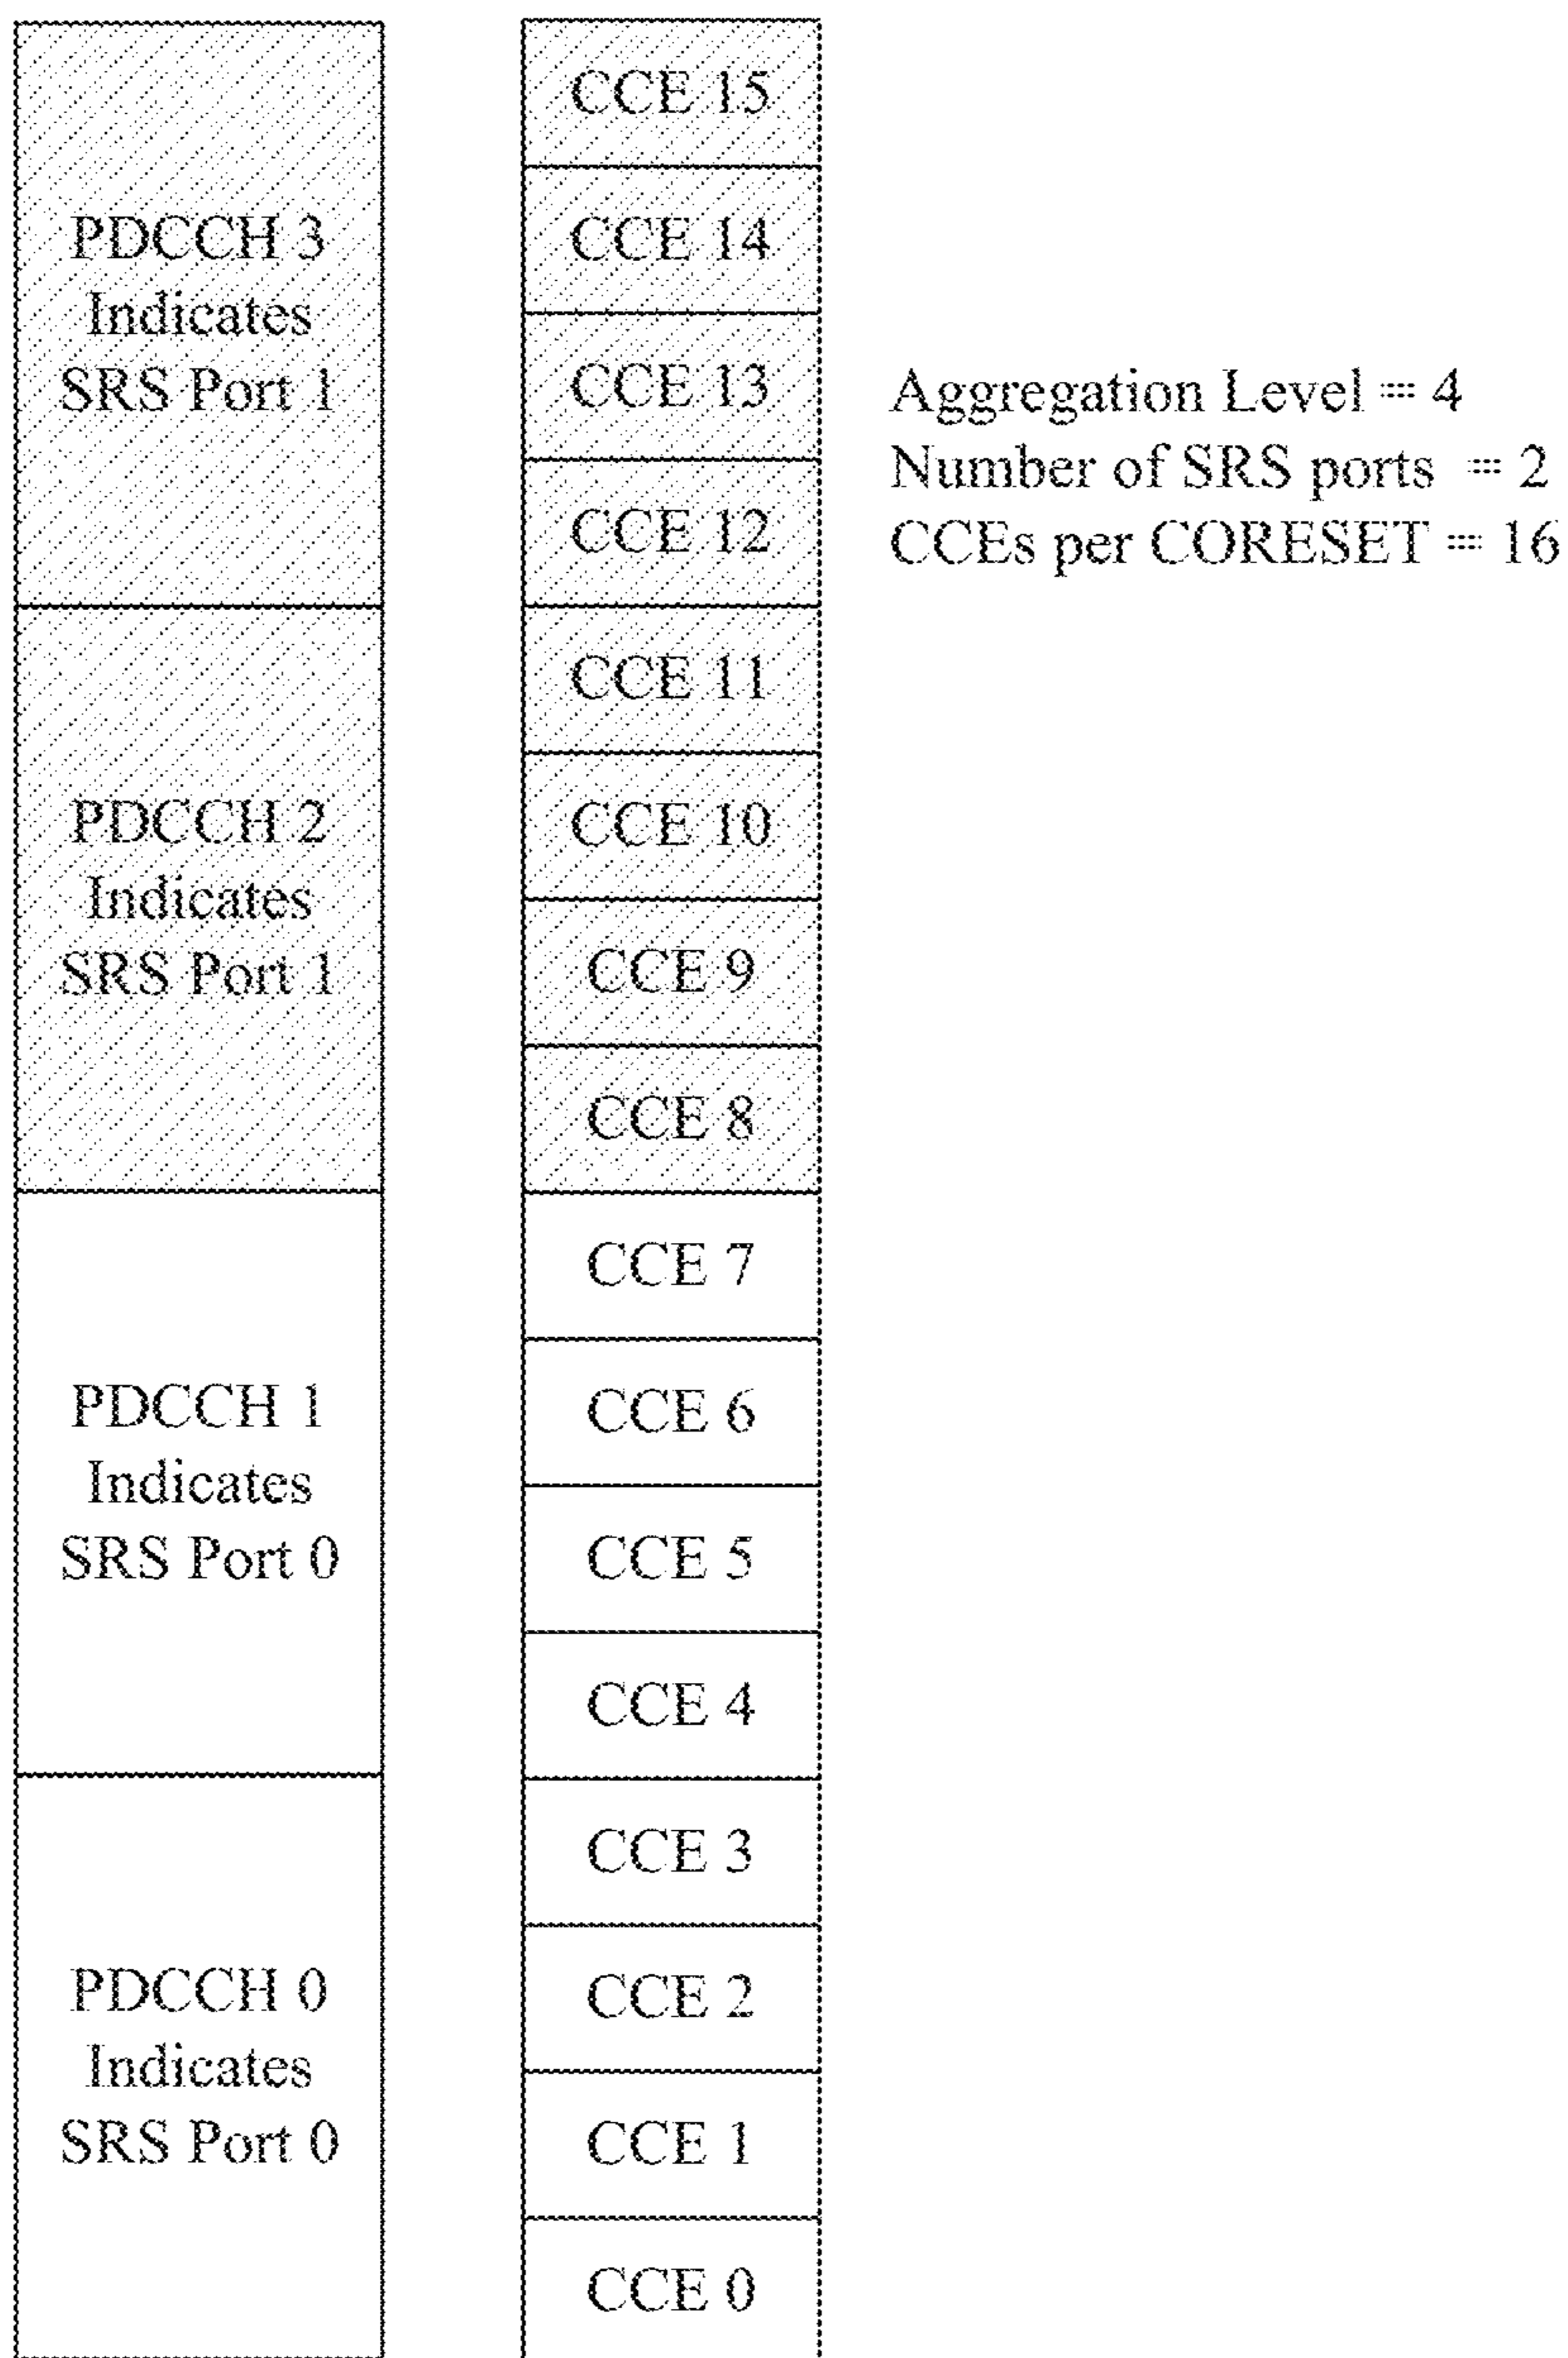 PDCCH 3
Indicates
SRS Port 1
PDCCH 2
Indicates
SRS Port 1
PDCCH 1
Indicates
SRS Port 0
PDCCH 0
Indicates
SRS Port 0
CCE 15
CCE 14
CCE 13
CCE 12
CCE 11
CCE 10
CCE 9
CCE 8
CCE 7
CCE 6
CCE 5
CCE 4
CCE 3
CCE 2
CCE 1
CCE 0
Aggregation Level = 4
Number of SRS ports = 2
CCEs per CORESET = 16